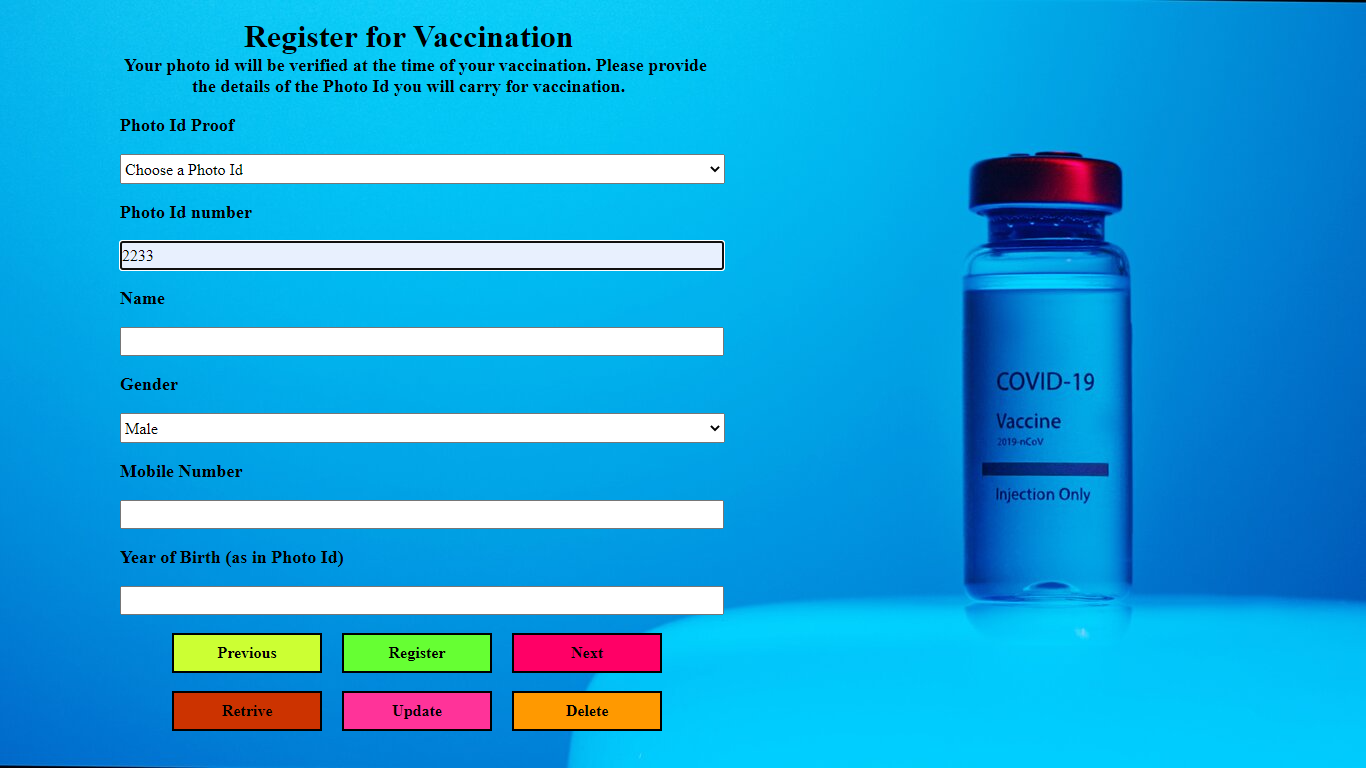 Register for Vaccination
Your photo id will be verified at the time of your vaccination. Please provide
the details of the Photo Id you will carry for vaccination.
Photo Id Proof
Choose a Photo Id
Photo Id number
2233
Name
Gender
Male
Mobile Number
Year of Birth (as in Photo Id)
Previous
Register
Next
Retrive
Update
Delete
COVID-19
Vaccine
2019-nCoV
Injection Only